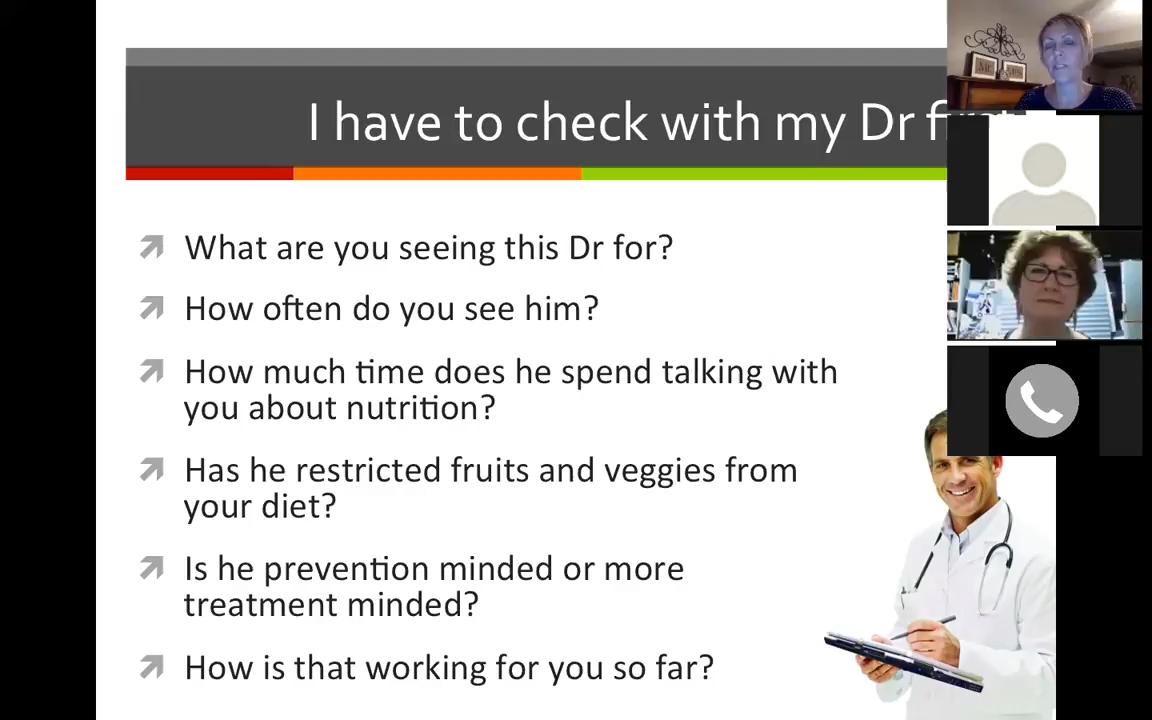 I have to check with my Dr first
What are you seeing this Dr for?
How often do you see him?
How much time does he spend talking with
you about nutrition?
Has he restricted fruits and veggies from
your diet?
Is he prevention minded or more
treatment minded?
How is that working for you so far?